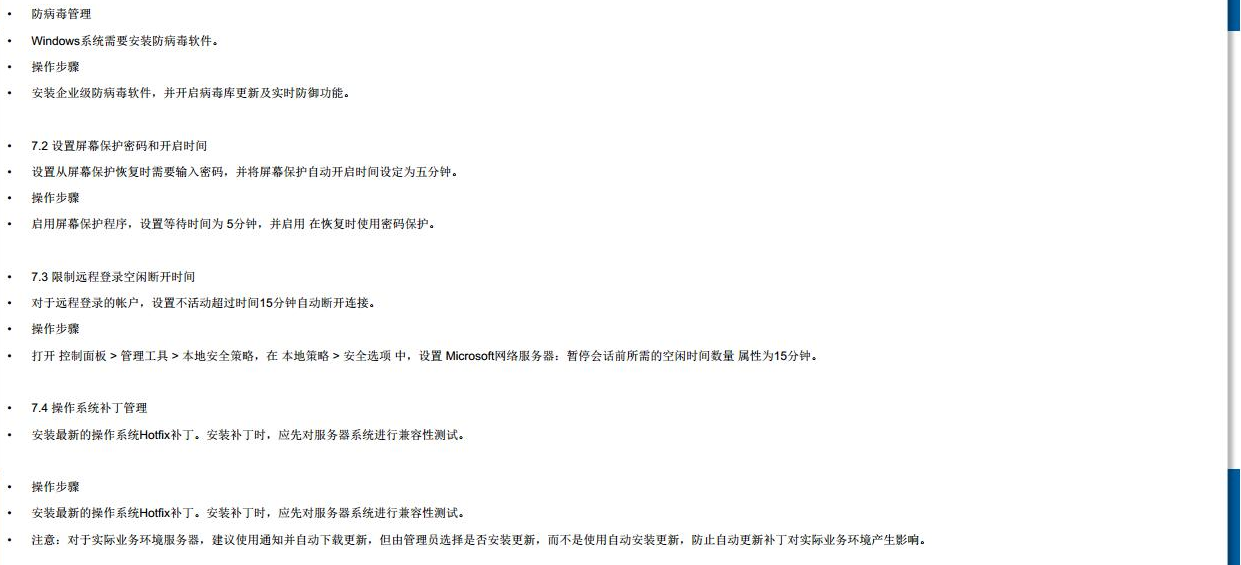 • 防病毒管理
• Windows系统需要安装防病毒软件。
• 操作步骤
• 安装企业级防病毒软件，并开启病毒库更新及实时防御功能。
• 7.2 设置屏幕保护密码和开启时间
• 设置从屏幕保护恢复时需要输入密码，并将屏幕保护自动开启时间设定为五分钟。
• 操作步骤
• 启用屏幕保护程序，设置等待时间为 5分钟，并启用 在恢复时使用密码保护。
• 7.3 限制远程登录空闲断开时间
• 对于远程登录的帐户，设置不活动超过时间15分钟自动断开连接。
• 操作步骤
• 打开 控制面板 > 管理工具 > 本地安全策略，在 本地策略 > 安全选项 中，设置 Microsoft网络服务器：暂停会话前所需的空闲时间数量 属性为15分钟。
• 7.4 操作系统补丁管理
• 安装最新的操作系统Hotfix补丁。安装补丁时，应先对服务器系统进行兼容性测试。
• 操作步骤
• 安装最新的操作系统Hotfix补丁。安装补丁时，应先对服务器系统进行兼容性测试。
• 注意：对于实际业务环境服务器，建议使用通知并自动下载更新，但由管理员选择是否安装更新，而不是使用自动安装更新，防止自动更新补丁对实际业务环境产生影响。